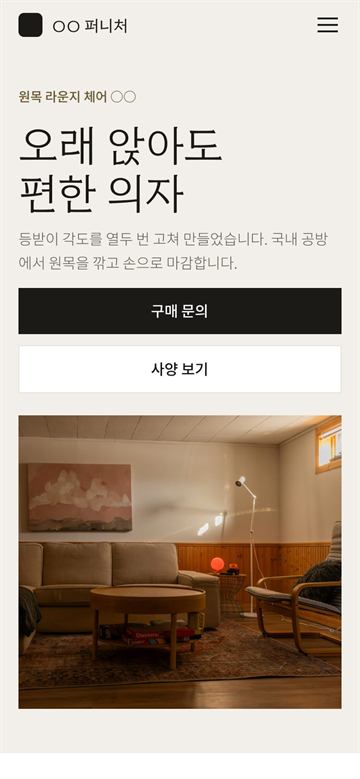 ○○ 퍼니처
원목 라운지 체어 ○○
오래 앉아도
편한 의자
등받이 각도를 열두 번 고쳐 만들었습니다. 국내 공방
에서 원목을 깎고 손으로 마감합니다.
구매 문의
사양 보기